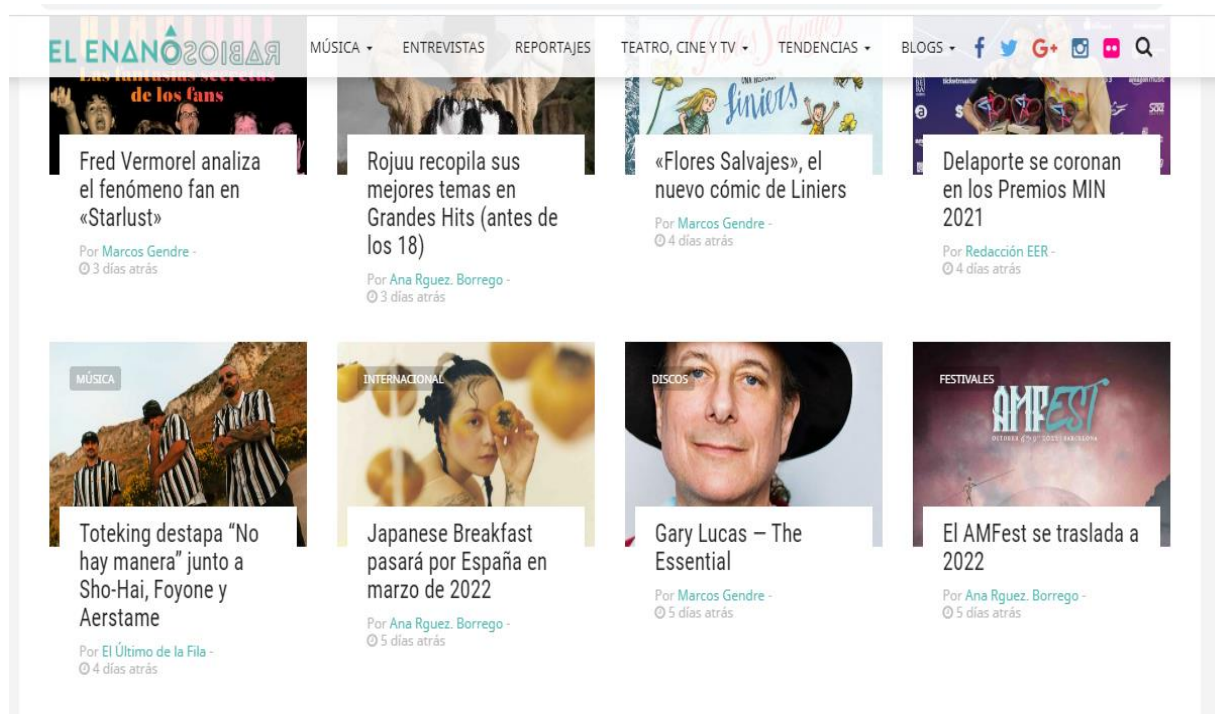 EL ENANO RABIOSO
MÚSICA
ENTREVISTAS
REPORTAJES
TEATRO, CINE Y TV
TENDENCIAS
BLOGS
G+
Las fantasías secretas
de los fans
Flores Salvajes
UNA HISTORIA
Liniers
ticketmaster
Fred Vermorel analiza
el fenómeno fan en
«Starlust»
Por Marcos Gendre -
3 días atrás
Rojuu recopila sus
mejores temas en
Grandes Hits (antes de
los 18)
Por Ana Rguez. Borrego -
3 días atrás
«Flores Salvajes», el
nuevo cómic de Liniers
Por Marcos Gendre -
4 días atrás
Delaporte se coronan
en los Premios MIN
2021
Por Redacción EER -
4 días atrás
MÚSICA
Toteking destapa “No
hay manera” junto a
Sho-Hai, Foyone y
Aerstame
Por El Último de la Fila -
4 días atrás
INTERNACIONAL
Japanese Breakfast
pasará por España en
marzo de 2022
Por Ana Rguez. Borrego -
5 días atrás
DISCOS
Gary Lucas – The
Essential
Por Marcos Gendre -
5 días atrás
FESTIVALES
AMFEST
El AMFest se traslada a
2022
Por Ana Rguez. Borrego -
5 días atrás